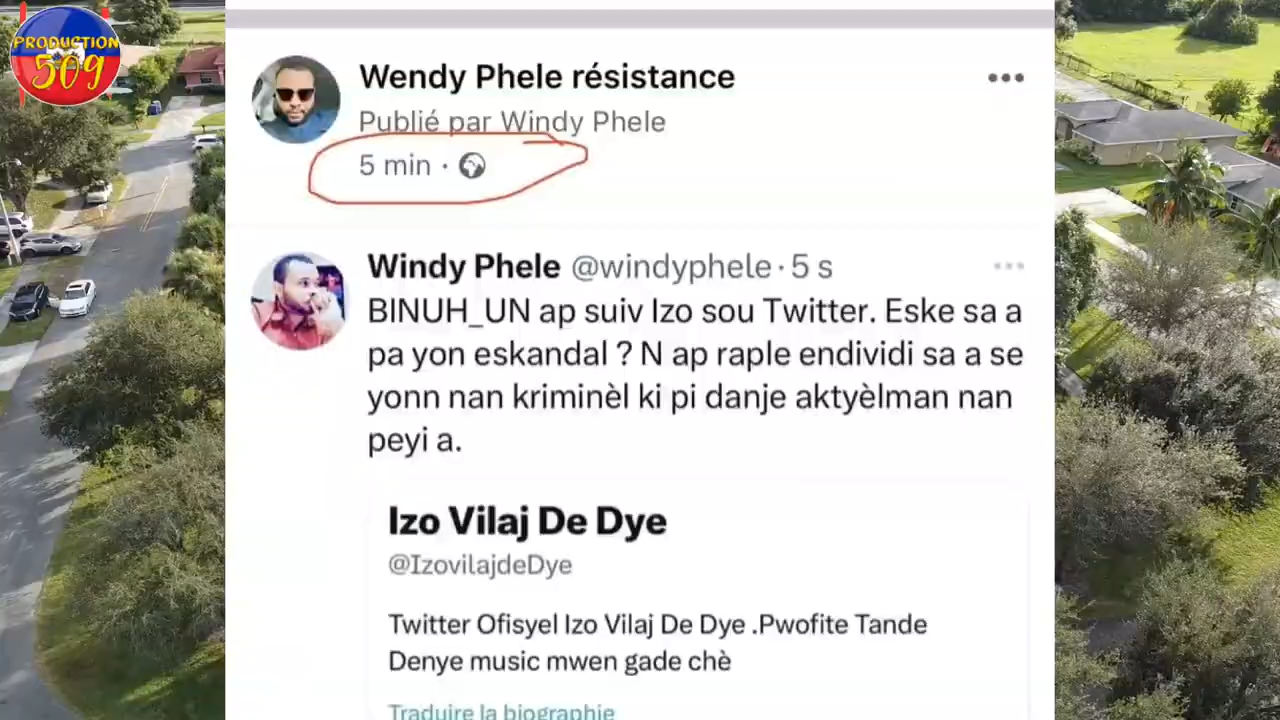 PRODUCTION
509
Wendy Phele résistance
Publié par Windy Phele
5 min ·
Windy Phele @windyphele · 5 s
BINUH_UN ap suiv Izo sou Twitter. Eske sa a
pa yon eskandal ? N ap raple endividi sa a se
yonn nan kriminèl ki pi danje aktyèlman nan
peyi a.
Izo Vilaj De Dye
@IzovilajdeDye
Twitter Ofisyel Izo Vilaj De Dye .Pwofite Tande
Denye music mwen gade chè
Traduire la biographie